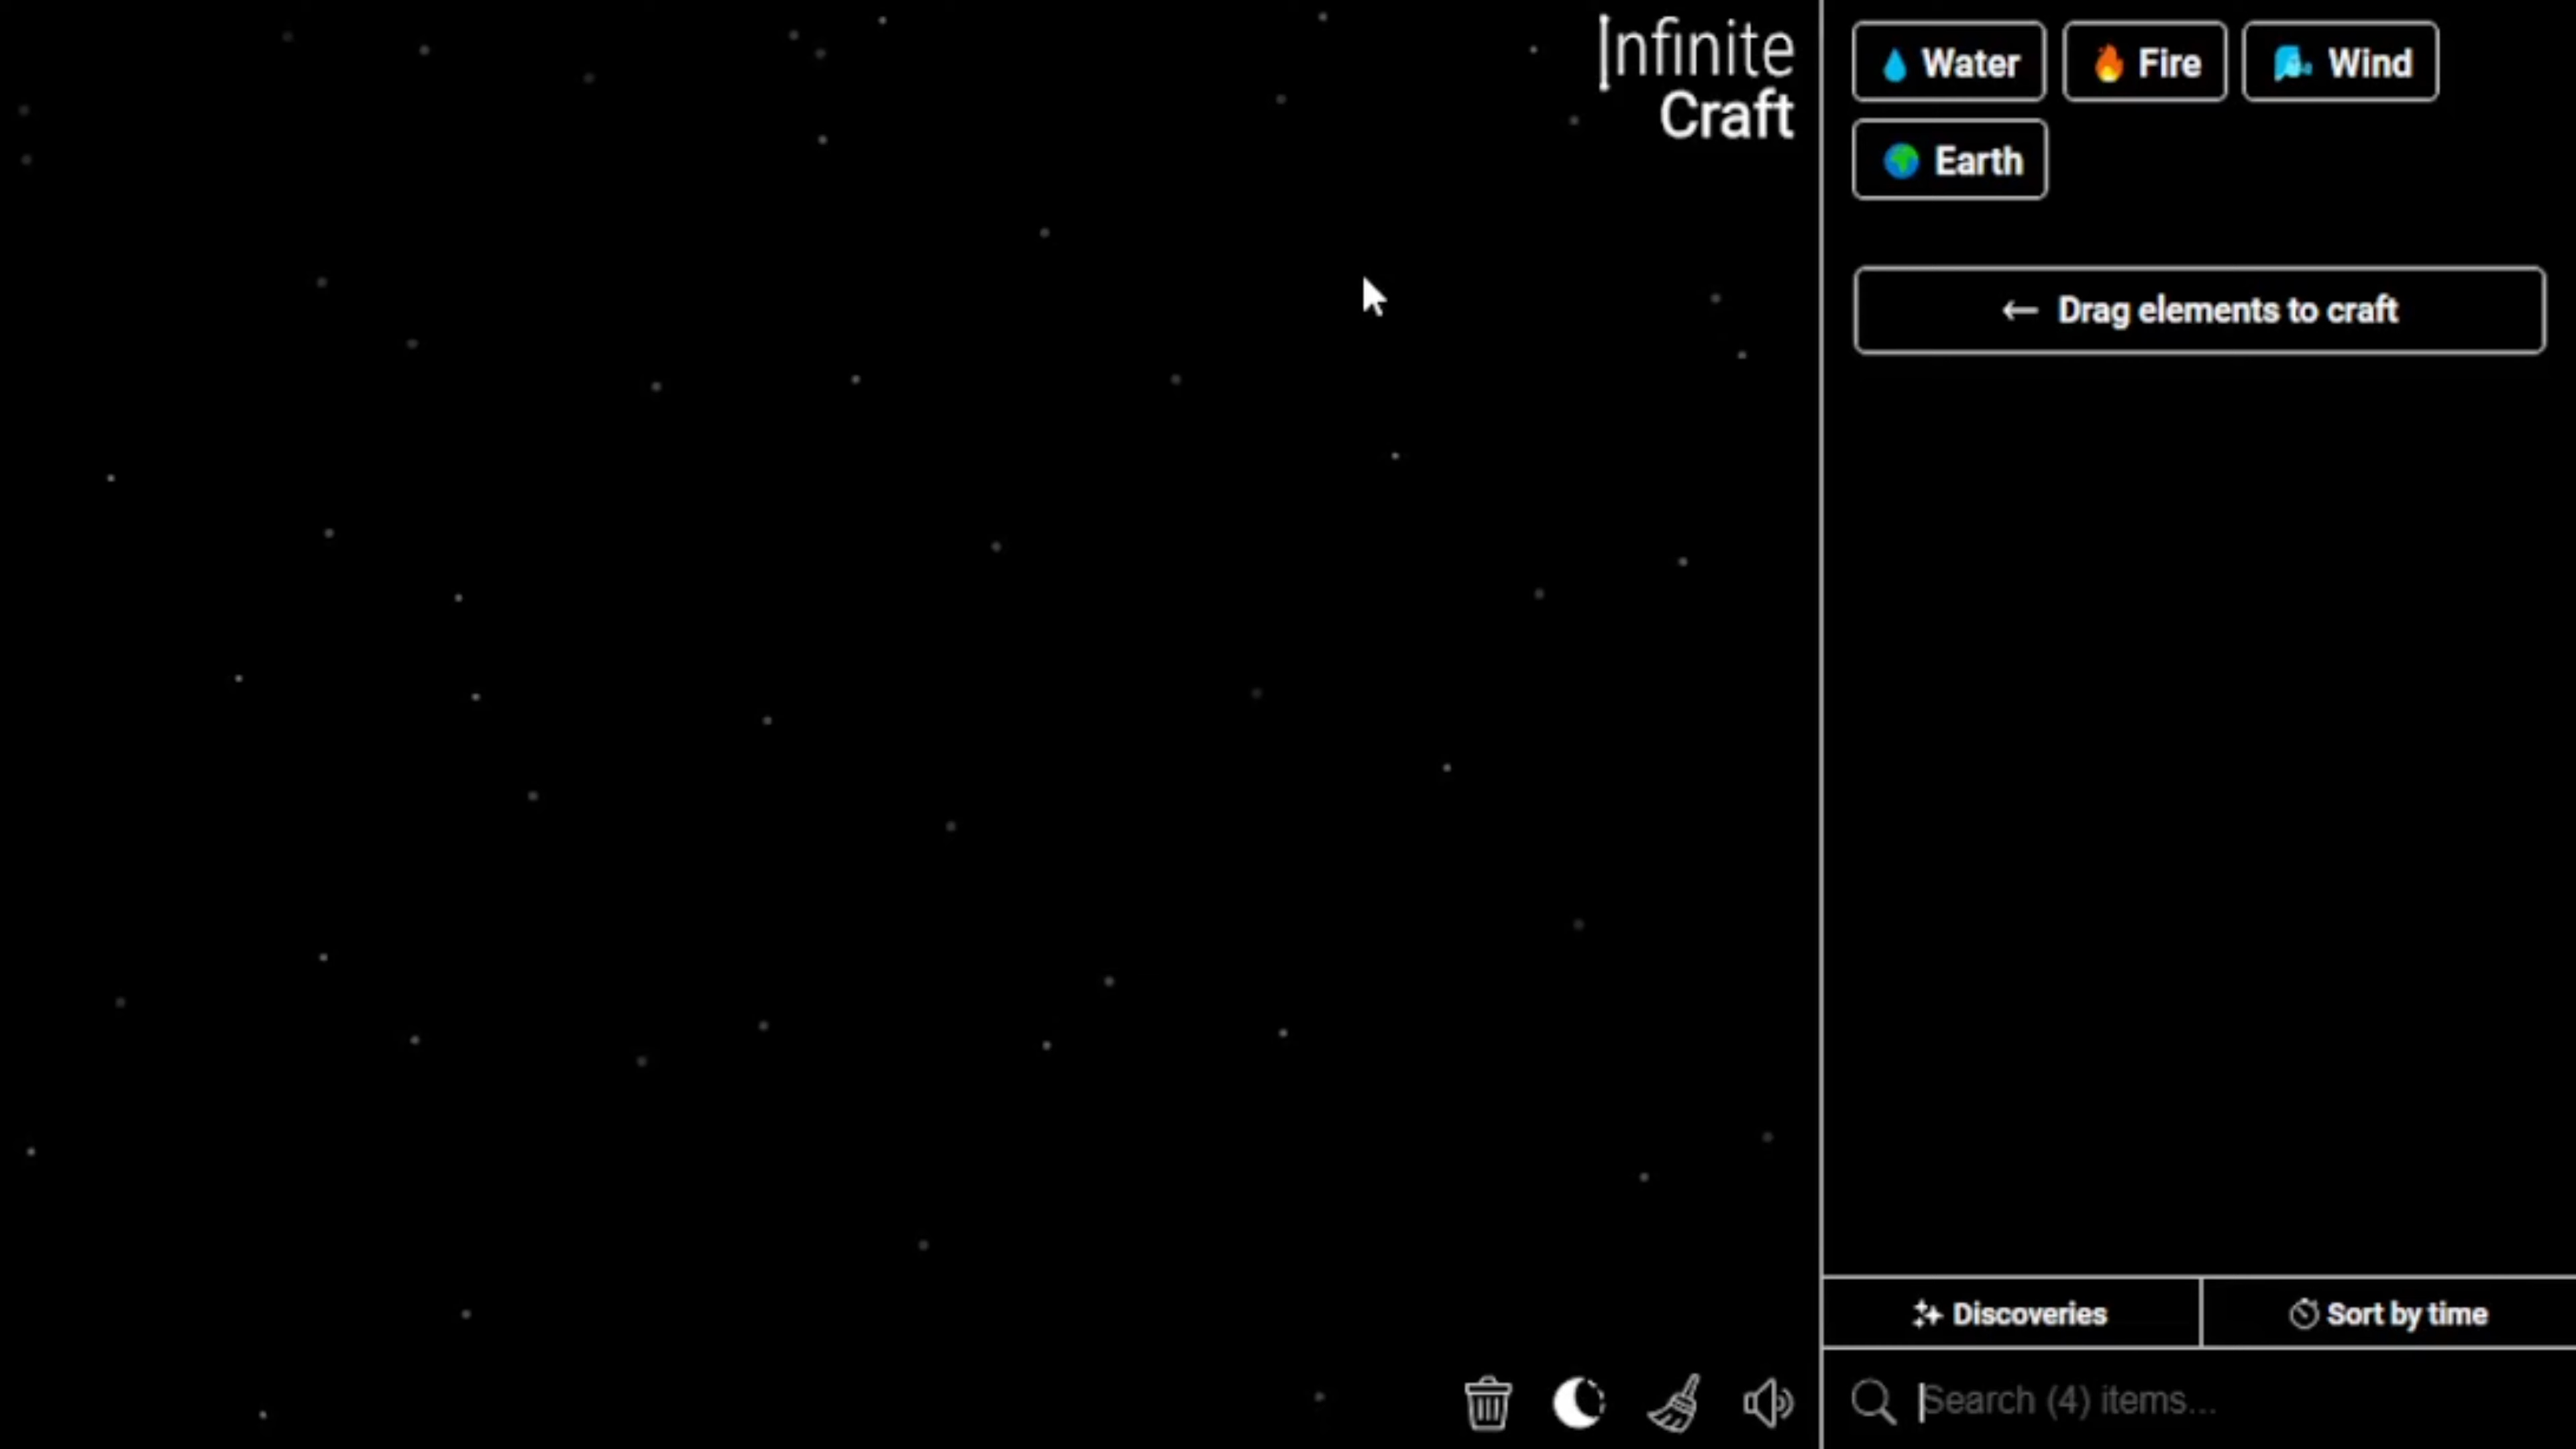 Infinite
Craft
Water
Fire
Wind
Earth
← Drag elements to craft
Discoveries
Sort by time
Search (4) items...